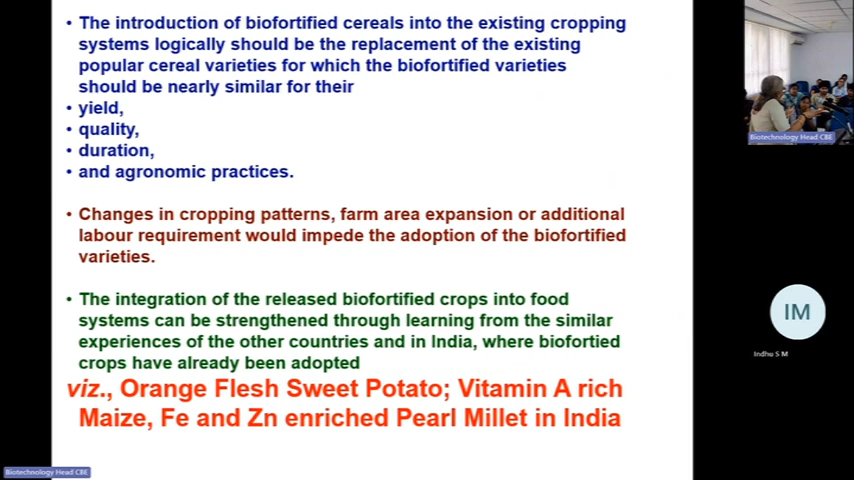 • The introduction of biofortified cereals into the existing cropping
systems logically should be the replacement of the existing
popular cereal varieties for which the biofortified varieties
should be nearly similar for their
• yield,
• quality,
• duration,
• and agronomic practices.
• Changes in cropping patterns, farm area expansion or additional
labour requirement would impede the adoption of the biofortified
varieties.
• The integration of the released biofortified crops into food
systems can be strengthened through learning from the similar
experiences of the other countries and in India, where biofortied
crops have already been adopted
viz., Orange Flesh Sweet Potato; Vitamin A rich
Maize, Fe and Zn enriched Pearl Millet in India
Biotechnology Head CBE
IM
Indhu S M
Biotechnology Head CBE